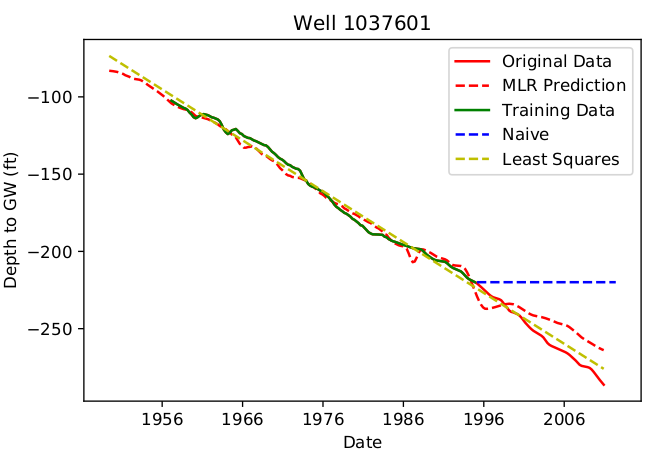 Well 1037601
Original Data
MLR Prediction
Training Data
Naive
Least Squares
−100
−150
−200
−250
Depth to GW (ft)
1956 1966 1976 1986 1996 2006
Date